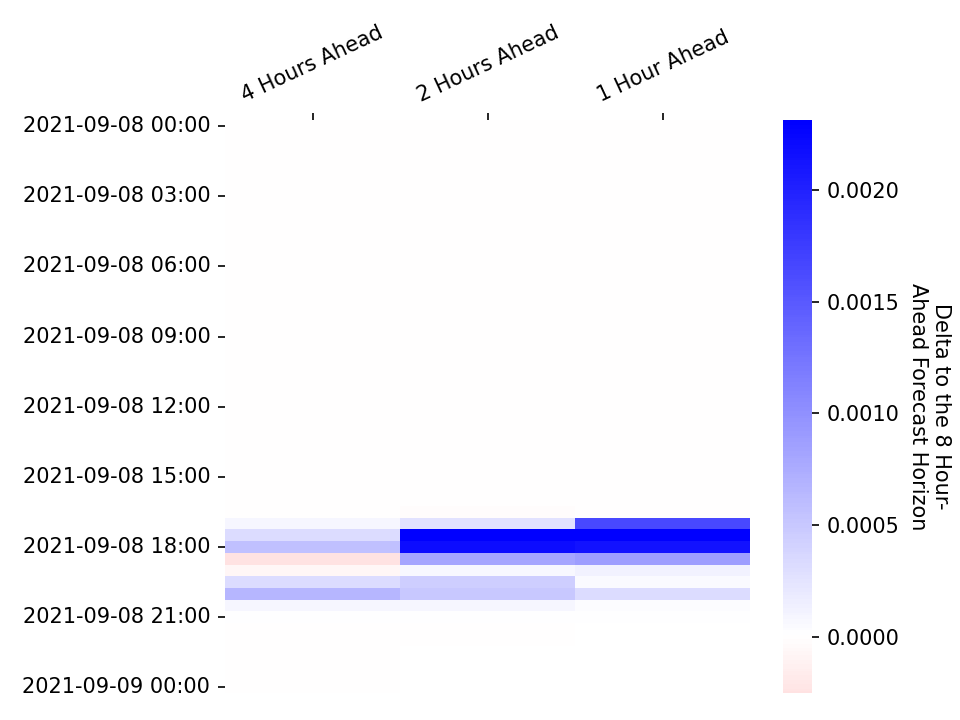 4 Hours Ahead
2 Hours Ahead
1 Hour Ahead
2021-09-08 00:00
2021-09-08 03:00
2021-09-08 06:00
2021-09-08 09:00
2021-09-08 12:00
2021-09-08 15:00
2021-09-08 18:00
2021-09-08 21:00
2021-09-09 00:00
0.0020
0.0015
0.0010
0.0005
0.0000
Delta to the 8 Hour-
Ahead Forecast Horizon